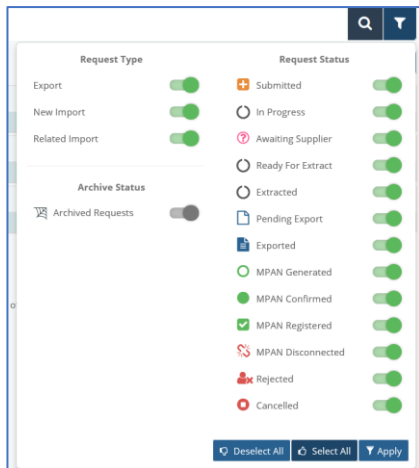 Request Type
Export
New Import
Related Import
Archive Status
Archived Requests
Request Status
Submitted
In Progress
Awaiting Supplier
Ready For Extract
Extracted
Pending Export
Exported
MPAN Generated
MPAN Confirmed
MPAN Registered
MPAN Disconnected
Rejected
Cancelled
Deselect All Select All Apply